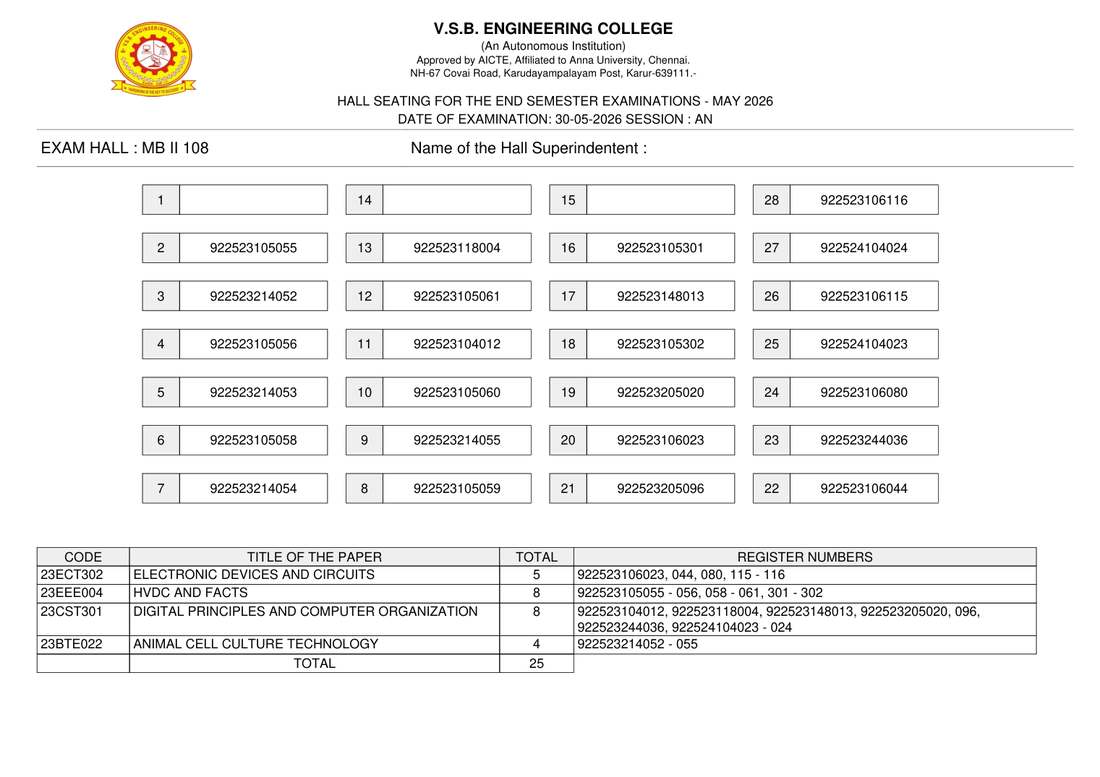 V.S.B. ENGINEERING COLLEGE
(An Autonomous Institution)
Approved by AICTE, Affiliated to Anna University, Chennai.
NH-67 Covai Road, Karudayampalayam Post, Karur-639111.-
HALL SEATING FOR THE END SEMESTER EXAMINATIONS - MAY 2026
DATE OF EXAMINATION: 30-05-2026 SESSION : AN
EXAM HALL : MB II 108 Name of the Hall Superindentent :
1 14 15 28 922523106116
2 922523105055 13 922523118004 16 922523105301 27 922524104024
3 922523214052 12 922523105061 17 922523148013 26 922523106115
4 922523105056 11 922523104012 18 922523105302 25 922524104023
5 922523214053 10 922523105060 19 922523205020 24 922523106080
6 922523105058 9 922523214055 20 922523106023 23 922523244036
7 922523214054 8 922523105059 21 922523205096 22 922523106044
CODE TITLE OF THE PAPER TOTAL REGISTER NUMBERS
23ECT302 ELECTRONIC DEVICES AND CIRCUITS 5 922523106023, 044, 080, 115 - 116
23EEE004 HVDC AND FACTS 8 922523105055 - 056, 058 - 061, 301 - 302
23CST301 DIGITAL PRINCIPLES AND COMPUTER ORGANIZATION 8 922523104012, 922523118004, 922523148013, 922523205020, 096,
922523244036, 922524104023 - 024
23BTE022 ANIMAL CELL CULTURE TECHNOLOGY 4 922523214052 - 055
TOTAL 25